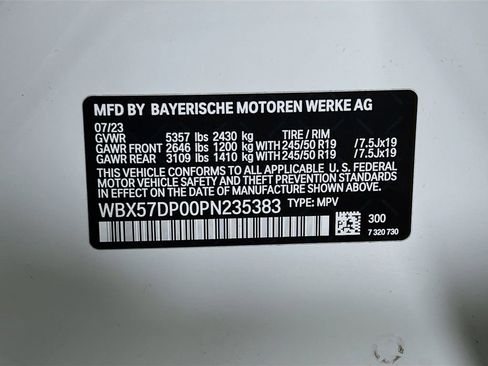 MFD BY BAYERISCHE MOTOREN WERKE AG
07/23
GVWR 5357 lbs 2430 kg TIRE / RIM
GAWR FRONT 2646 lbs 1200 kg WITH 245/50 R19 /7.5Jx19
GAWR REAR 3109 lbs 1410 kg WITH 245/50 R19 /7.5Jx19
THIS VEHICLE CONFORMS TO ALL APPLICABLE FEDERAL
MOTOR VEHICLE SAFETY STANDARDS
IN EFFECT ON THE DATE OF MANUFACTURE SHOWN ABOVE.
WBX57DP00PN235383 TYPE: MPV
300
7 320 730